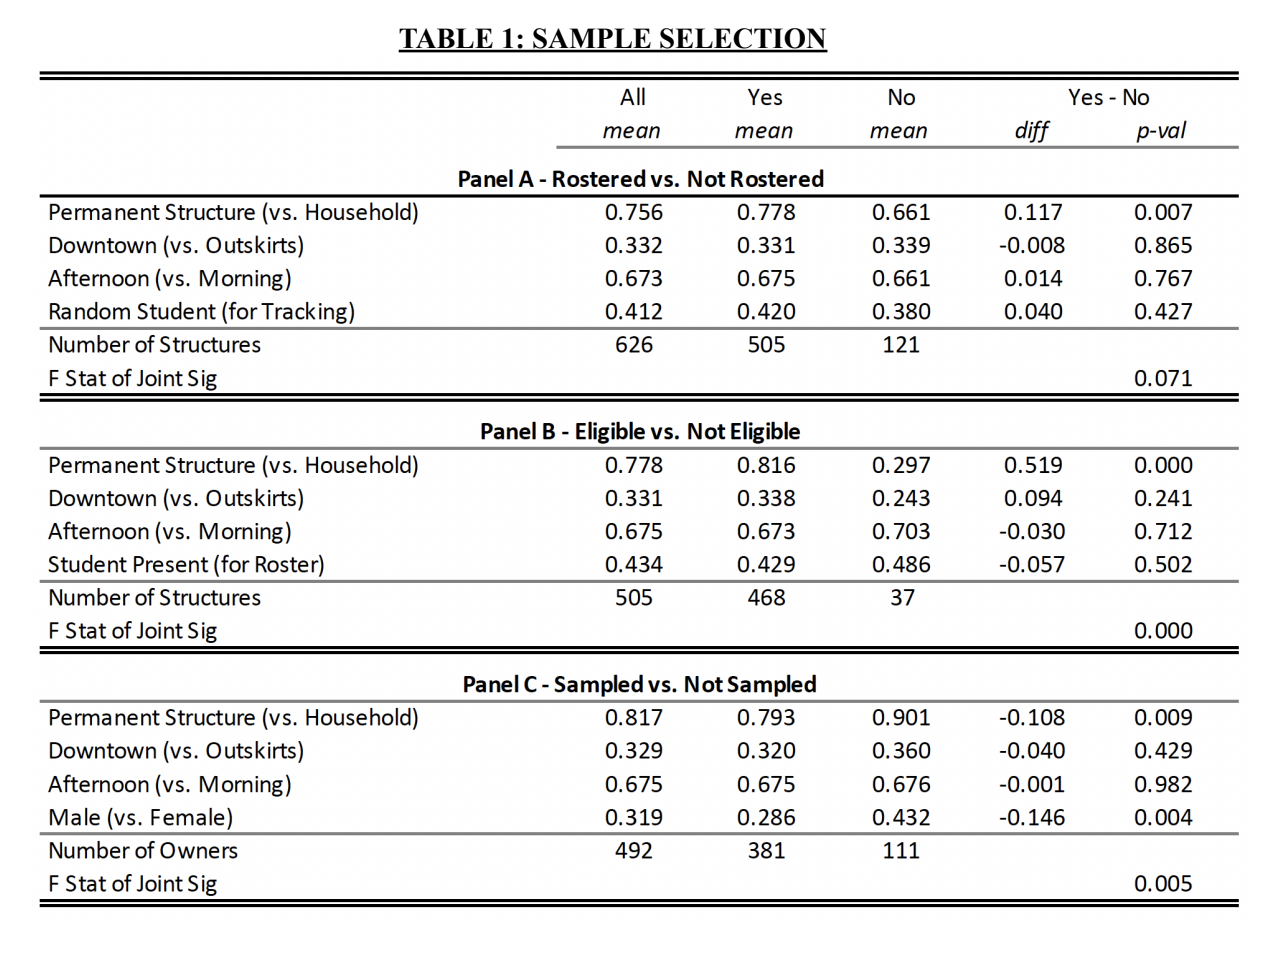 TABLE 1: SAMPLE SELECTION
All Yes No Yes - No
mean mean mean diff p-val
Panel A - Rostered vs. Not Rostered
Permanent Structure (vs. Household) 0.756 0.778 0.661 0.117 0.007
Downtown (vs. Outskirts) 0.332 0.331 0.339 -0.008 0.865
Afternoon (vs. Morning) 0.673 0.675 0.661 0.014 0.767
Random Student (for Tracking) 0.412 0.420 0.380 0.040 0.427
Number of Structures 626 505 121
F Stat of Joint Sig 0.071
Panel B - Eligible vs. Not Eligible
Permanent Structure (vs. Household) 0.778 0.816 0.297 0.519 0.000
Downtown (vs. Outskirts) 0.331 0.338 0.243 0.094 0.241
Afternoon (vs. Morning) 0.675 0.673 0.703 -0.030 0.712
Student Present (for Roster) 0.434 0.429 0.486 -0.057 0.502
Number of Structures 505 468 37
F Stat of Joint Sig 0.000
Panel C - Sampled vs. Not Sampled
Permanent Structure (vs. Household) 0.817 0.793 0.901 -0.108 0.009
Downtown (vs. Outskirts) 0.329 0.320 0.360 -0.040 0.429
Afternoon (vs. Morning) 0.675 0.675 0.676 -0.001 0.982
Male (vs. Female) 0.319 0.286 0.432 -0.146 0.004
Number of Owners 492 381 111
F Stat of Joint Sig 0.005